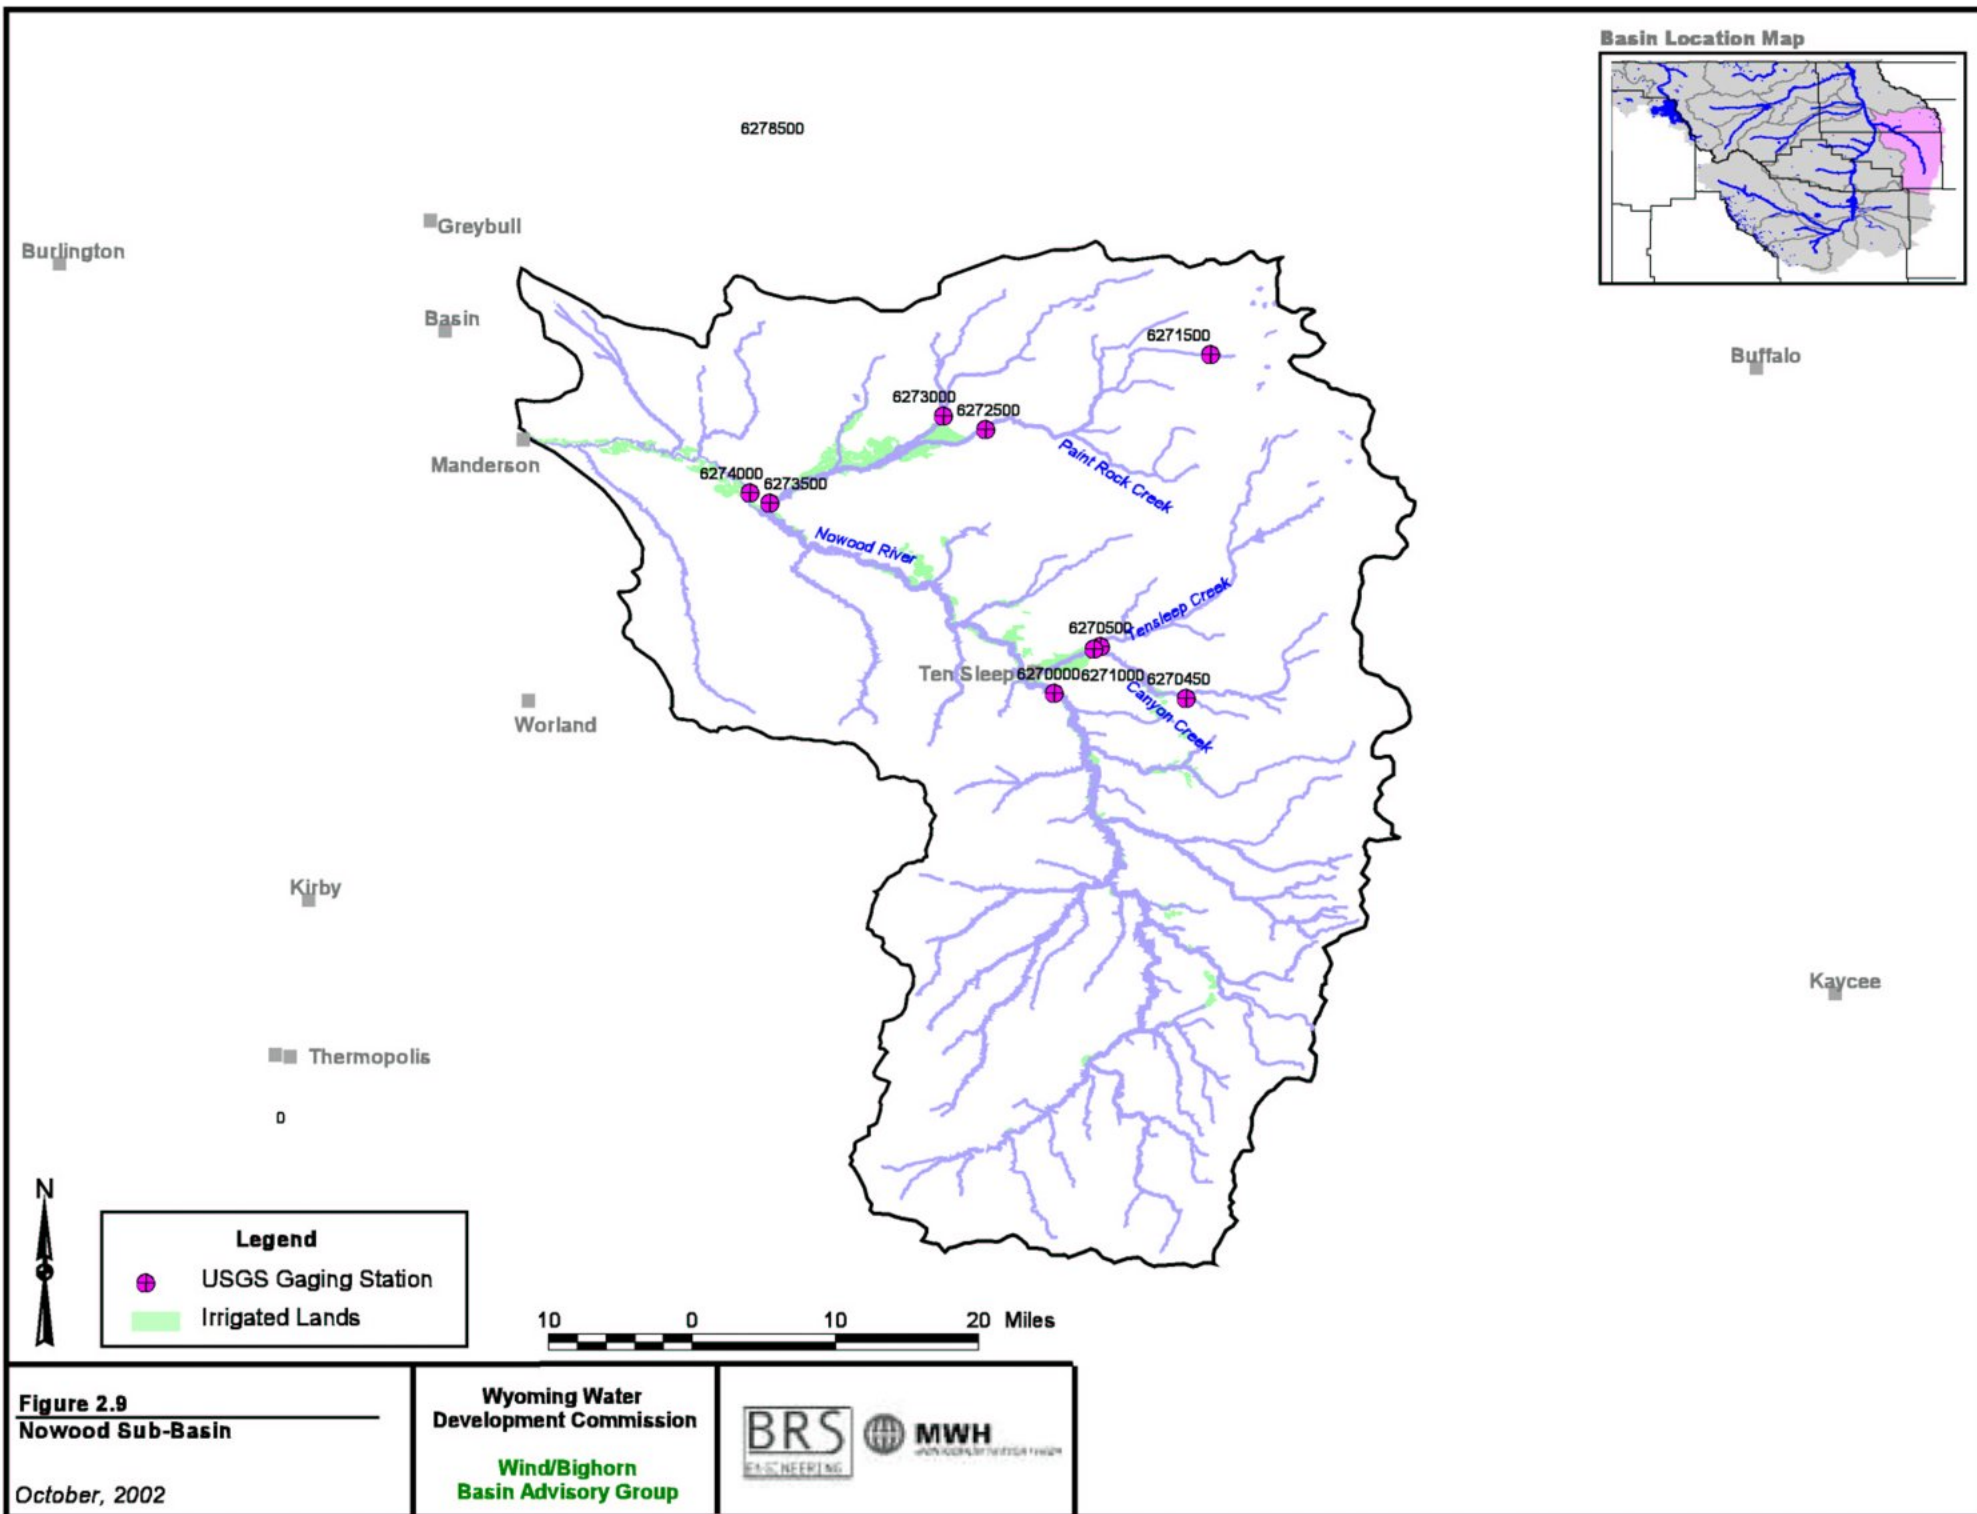 Basin Location Map
6278500
Greybull
Burlington
Basin
6271500
Buffalo
6273000
6272500
Manderson
Paint Rock Creek
6274000
6273500
Nowood River
Tensleep Creek
6270500
Ten Sleep
6270000
6271000
6270450
Canyon Creek
Worland
Kirby
Kaycee
Thermopolis
0
N
Legend
USGS Gaging Station
Irrigated Lands
10 0 10 20 Miles
Figure 2.9
Nowood Sub-Basin
October, 2002
Wyoming Water
Development Commission
Wind/Bighorn
Basin Advisory Group
BRS
ENGINEERING
MWH